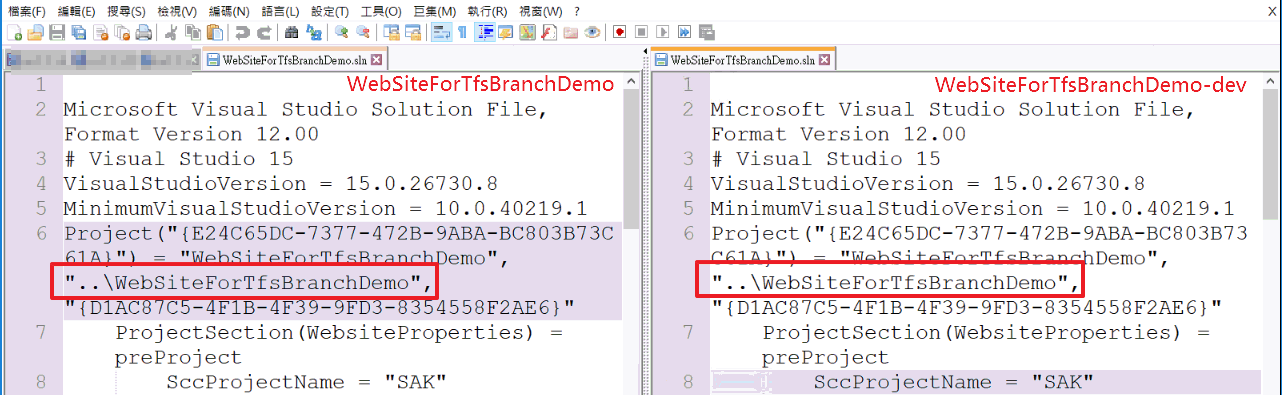 檔案(F) 編輯(E) 搜尋(S) 檢視(V) 編碼(N) 語言(L) 設定(T) 工具(O) 巨集(M) 執行(R) 視窗(W) ? X
WebSiteForTfsBranchDemo.sln
WebSiteForTfsBranchDemo
1
2 Microsoft Visual Studio Solution File,
Format Version 12.00
3 # Visual Studio 15
4 VisualStudioVersion = 15.0.26730.8
5 MinimumVisualStudioVersion = 10.0.40219.1
6 Project("{E24C65DC-7377-472B-9ABA-BC803B73C
61A}") = "WebSiteForTfsBranchDemo",
"..\WebSiteForTfsBranchDemo",
"{D1AC87C5-4F1B-4F39-9FD3-8354558F2AE6}"
7 ProjectSection(WebsiteProperties) =
preProject
8 SccProjectName = "SAK"
WebSiteForTfsBranchDemo.sln
WebSiteForTfsBranchDemo-dev
1
2 Microsoft Visual Studio Solution File,
Format Version 12.00
3 # Visual Studio 15
4 VisualStudioVersion = 15.0.26730.8
5 MinimumVisualStudioVersion = 10.0.40219.1
6 Project("{E24C65DC-7377-472B-9ABA-BC803B73
C61A}") = "WebSiteForTfsBranchDemo",
"..\WebSiteForTfsBranchDemo",
"{D1AC87C5-4F1B-4F39-9FD3-8354558F2AE6}"
7 ProjectSection(WebsiteProperties) =
preProject
8 SccProjectName = "SAK"